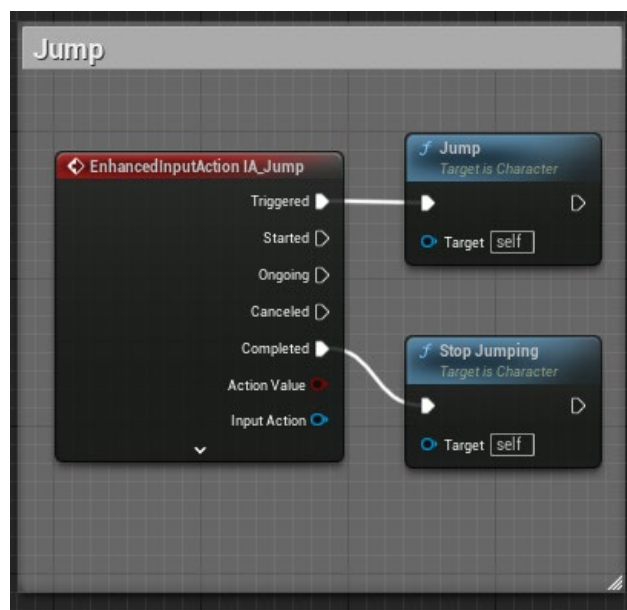 Jump
EnhancedInputAction IA_Jump
Triggered
Started
Ongoing
Canceled
Completed
Action Value
Input Action
f Jump
Target is Character
Target self
f Stop Jumping
Target is Character
Target self